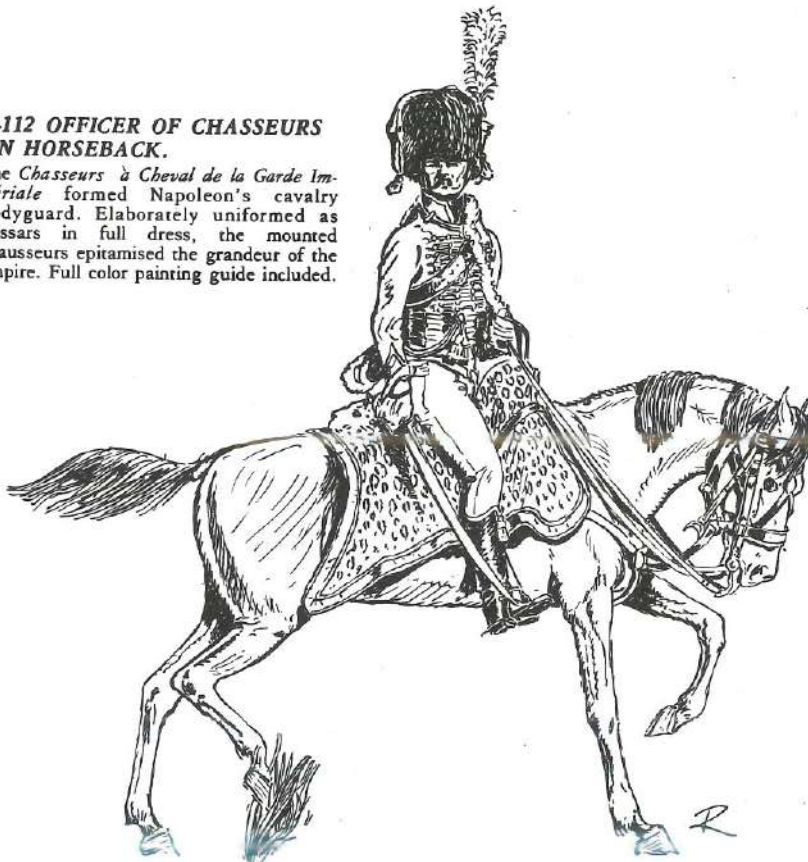 -112 OFFICER OF CHASSEURS
N HORSEBACK.
e Chasseurs à Cheval de la Garde Im-
riale formed Napoleon's cavalry
dyguard. Elaborately uniformed as
ssars in full dress, the mounted
ausseurs epitamised the grandeur of the
pire. Full color painting guide included.
R